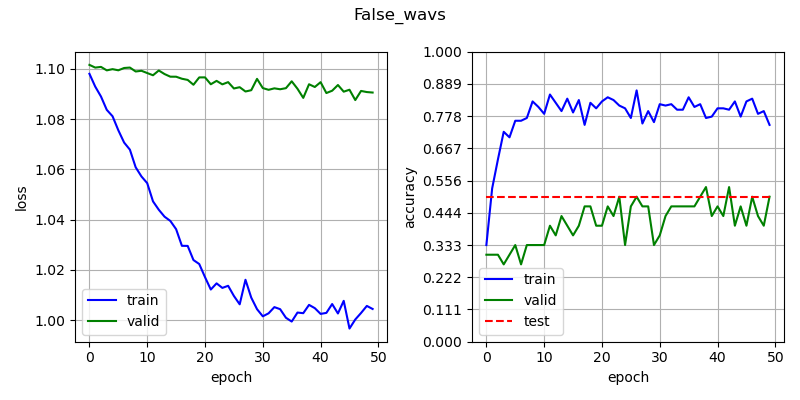 False_wavs
1.10
1.08
1.06
1.04
1.02
1.00
loss
train
valid
0 10 20 30 40 50
epoch
1.000
0.889
0.778
0.667
0.556
0.444
0.333
0.222
0.111
0.000
accuracy
train
valid
test
0 10 20 30 40 50
epoch